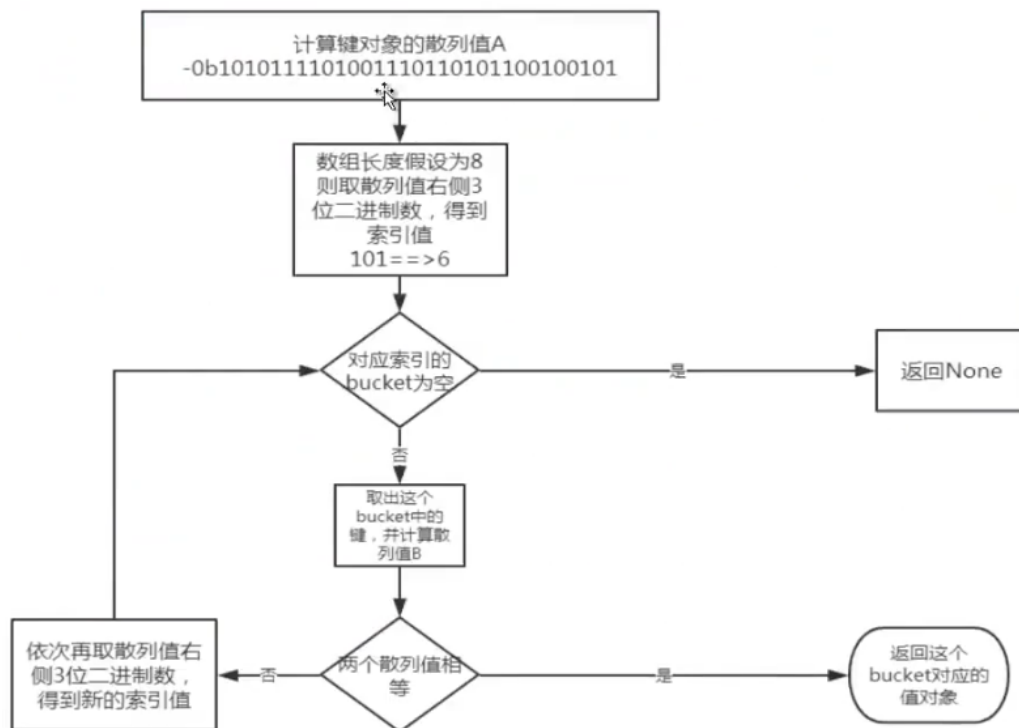 计算键对象的散列值A
-0b1010111101001110110101100100101
数组长度假设为8
则取散列值右侧3
位二进制数，得到
索引值
101==>6
对应索引的
bucket为空
是
返回None
否
取出这个
bucket中的
键，并计算散
列值B
依次再取散列值右
侧3位二进制数，
得到新的索引值
否
两个散列值相
等
是
返回这个
bucket对应的
值对象